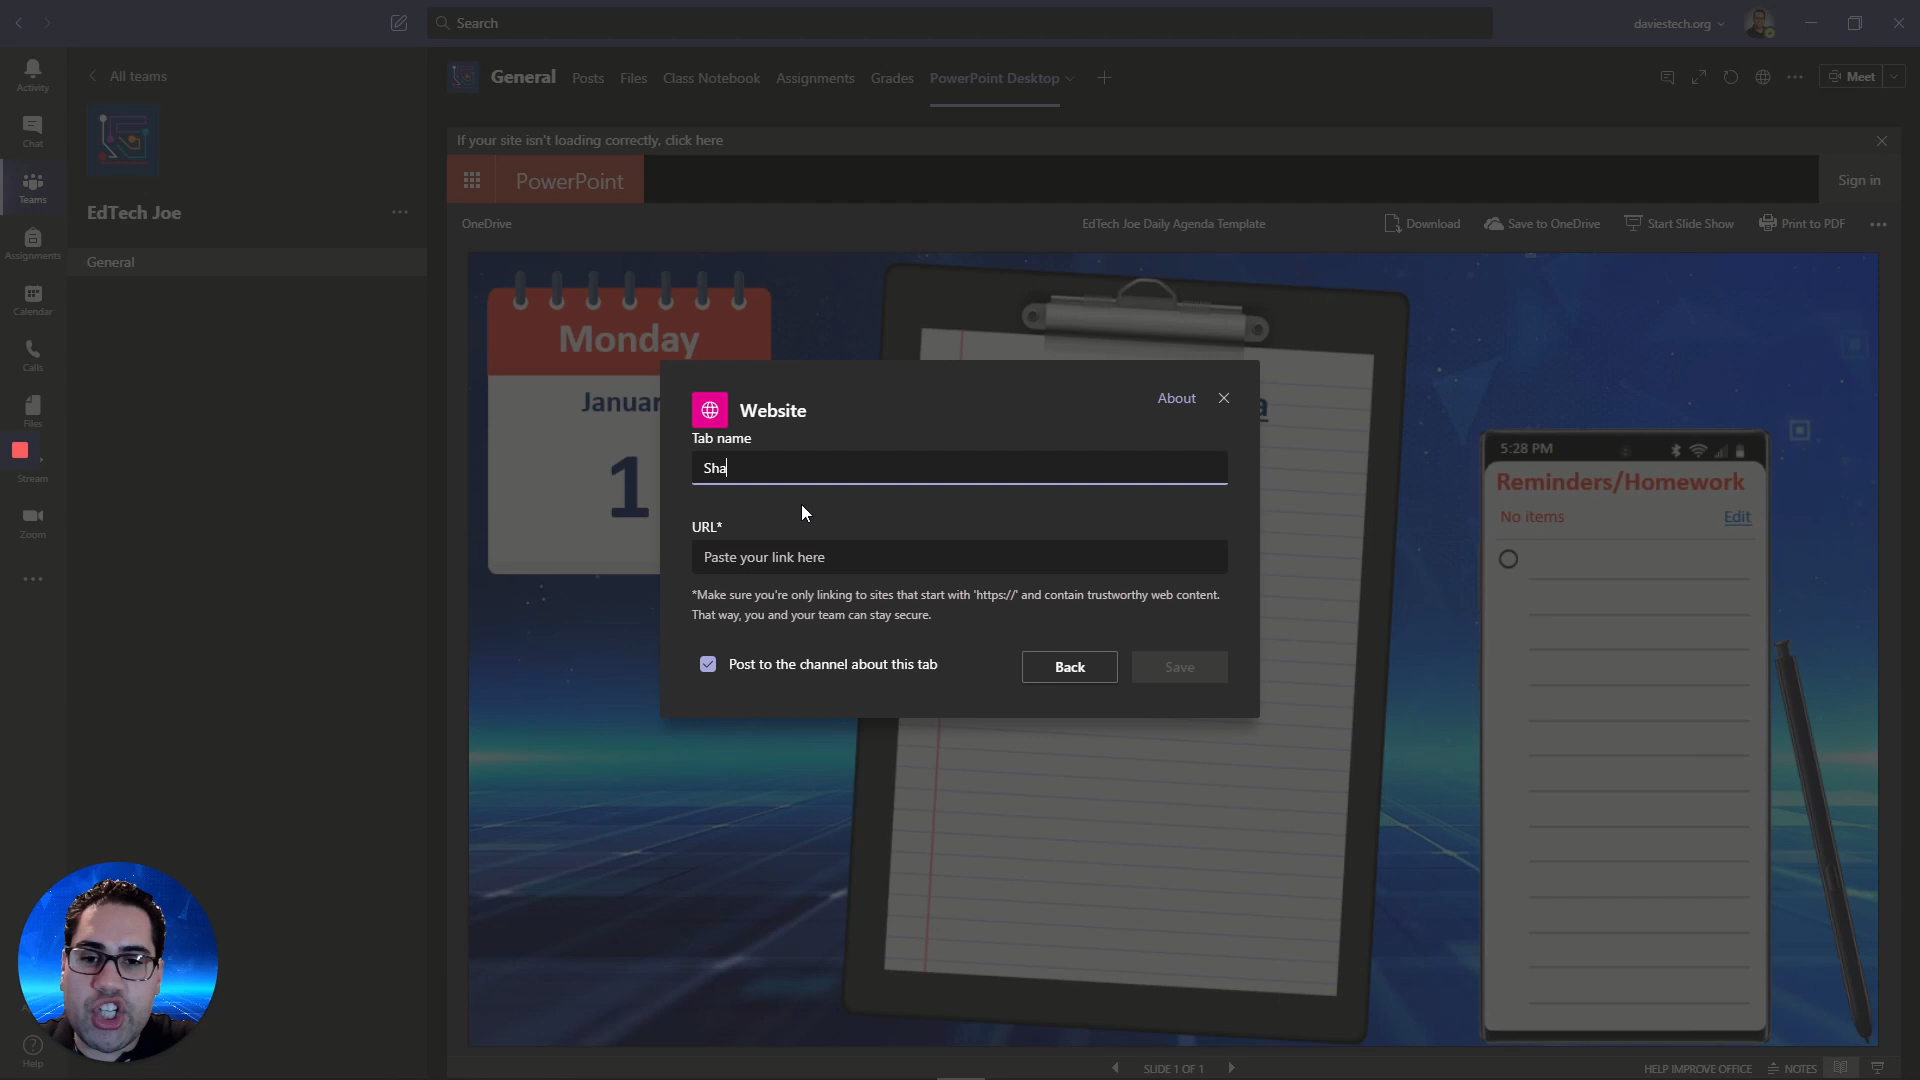 Search
daviestech.org
Activity
Chat
Teams
Assignments
Calendar
Calls
Files
Stream
Zoom
Help
All teams
EdTech Joe
General
General
Posts
Files
Class Notebook
Assignments
Grades
PowerPoint Desktop
Meet
If your site isn't loading correctly, click here
PowerPoint
Sign in
OneDrive
EdTech Joe Daily Agenda Template
Download
Save to OneDrive
Start Slide Show
Print to PDF
Monday
Januar
1
a
Website
About
Tab name
Sha
URL*
Paste your link here
*Make sure you're only linking to sites that start with 'https://' and contain trustworthy web content.
That way, you and your team can stay secure.
Post to the channel about this tab
Back
Save
5:28 PM
Reminders/Homework
No items
Edit
SLIDE 1 OF 1
HELP IMPROVE OFFICE
NOTES